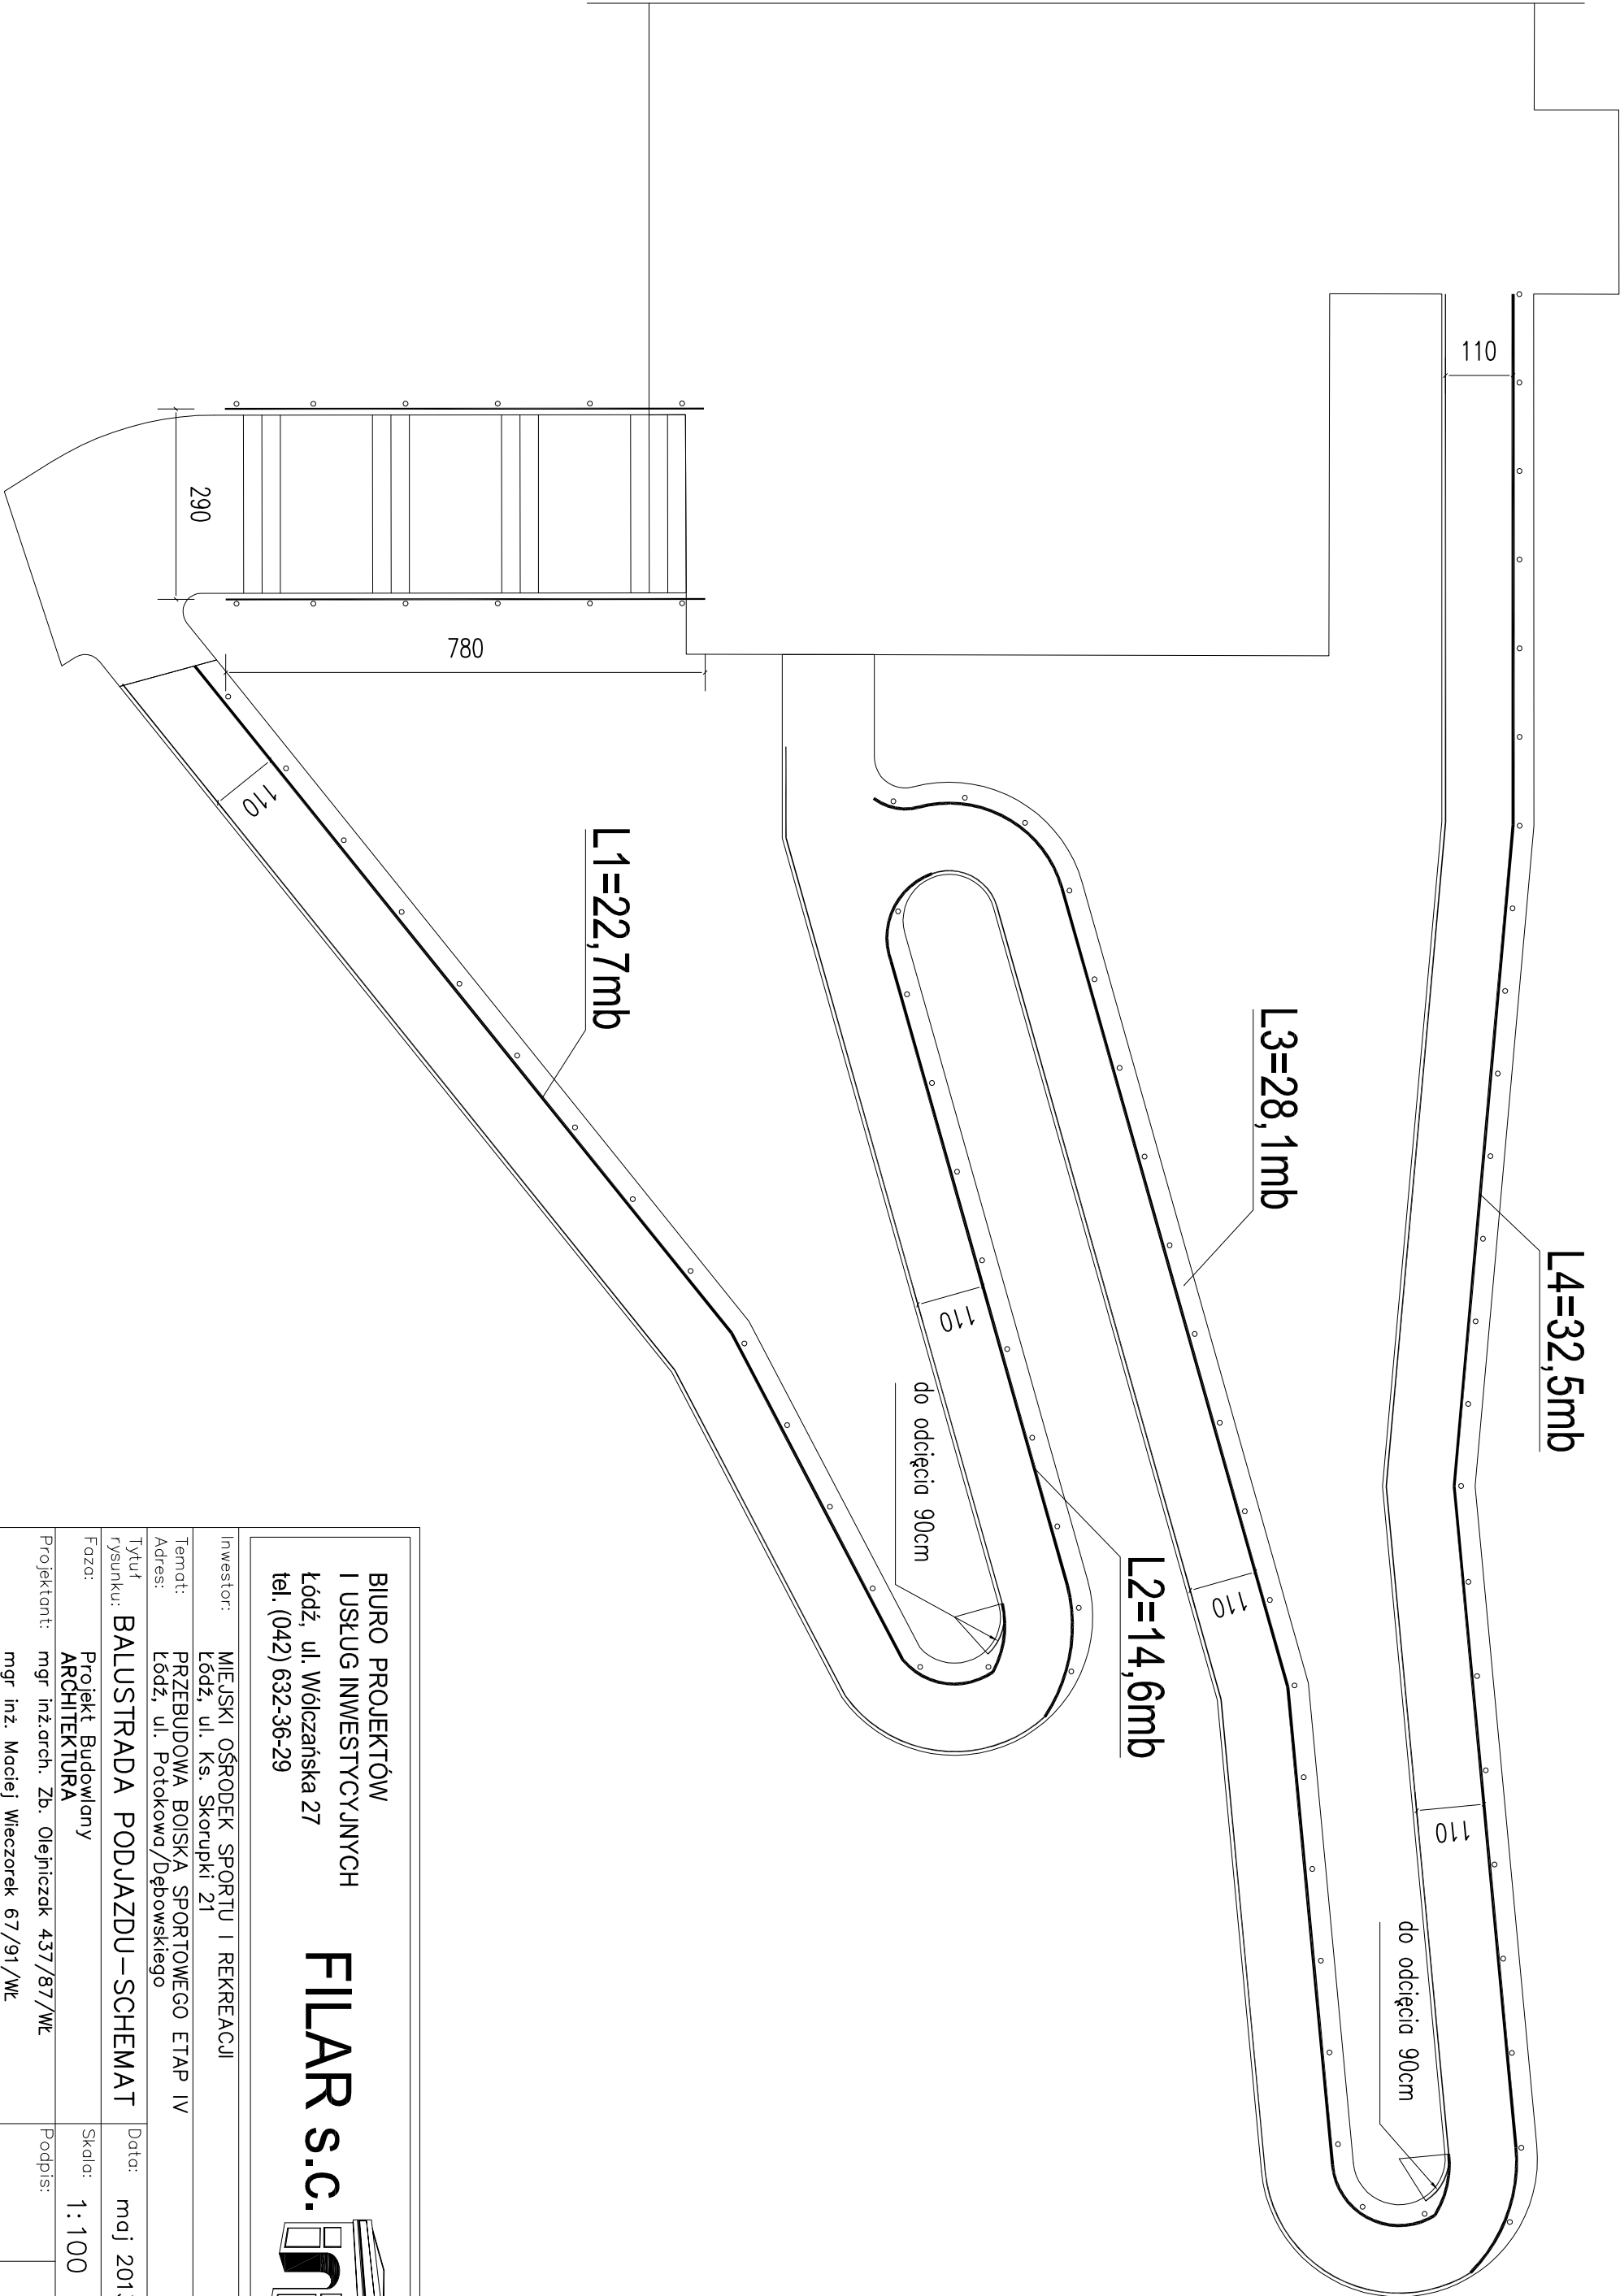 110
290
780
110
L1=22,7mb
L3=28,1mb
L4=32,5mb
110
do odcięcia 90cm
L2=14,6mb
110
110
do odcięcia 90cm
BIURO PROJEKTÓW
I USŁUG INWESTYCYJNYCH
Łódź, ul. Wólczańska 27
tel. (042) 632-36-29
FILAR s.c.
Inwestor: MIEJSKI OŚRODEK SPORTU I REKREACJI
Łódź, ul. Ks. Skorupki 21
Temat: PRZEBUDOWA BOISKA SPORTOWEGO ETAP IV
Adres: Łódź, ul. Potokowa/Dębowskiego
Tytuł
rysunku: BALUSTRADA PODJAZDU-SCHEMAT
Data: maj 201
Faza: Projekt Budowlany
ARCHITEKTURA
Skala: 1:100
Projektant: mgr inż.arch. Zb. Olejniczak 437/87/WŁ
Podpis:
mgr inż. Maciej Wieczorek 67/91/WŁ